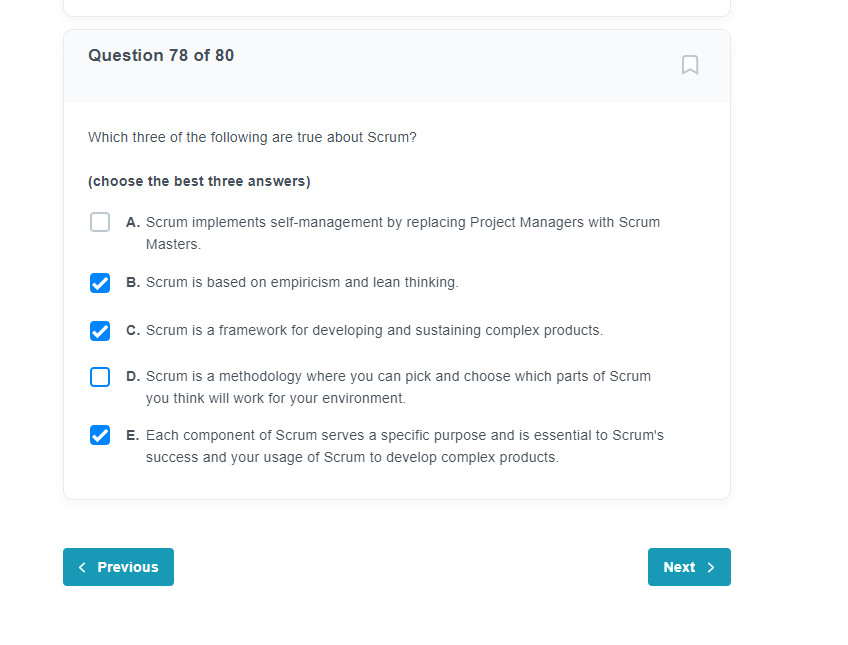 Question 78 of 80
Which three of the following are true about Scrum?
(choose the best three answers)
A. Scrum implements self-management by replacing Project Managers with Scrum
Masters.
B. Scrum is based on empiricism and lean thinking.
C. Scrum is a framework for developing and sustaining complex products.
D. Scrum is a methodology where you can pick and choose which parts of Scrum
you think will work for your environment.
E. Each component of Scrum serves a specific purpose and is essential to Scrum's
success and your usage of Scrum to develop complex products.
Previous
Next